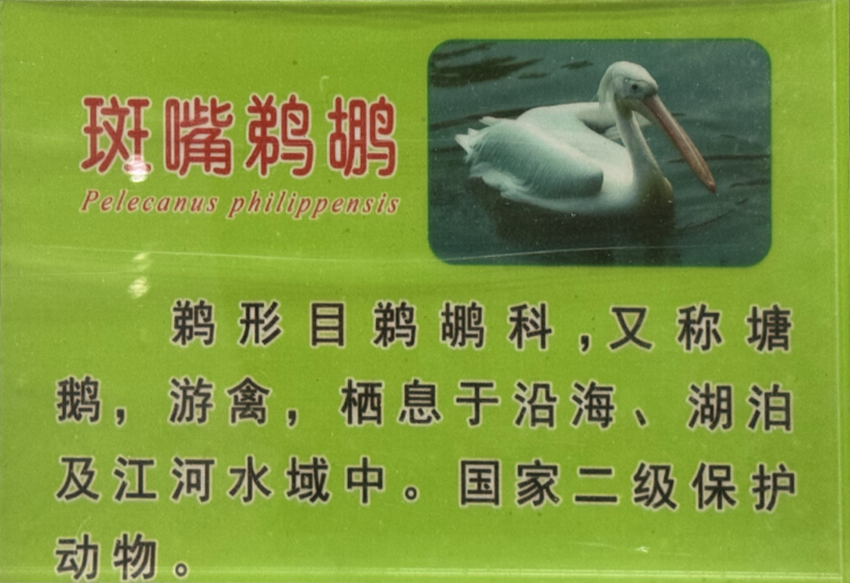 斑嘴鹈鹕
Pelecanus philippensis
鹈形目鹈鹕科，又称塘
鹅，游禽，栖息于沿海、湖泊
及江河水域中。国家二级保护
动物。